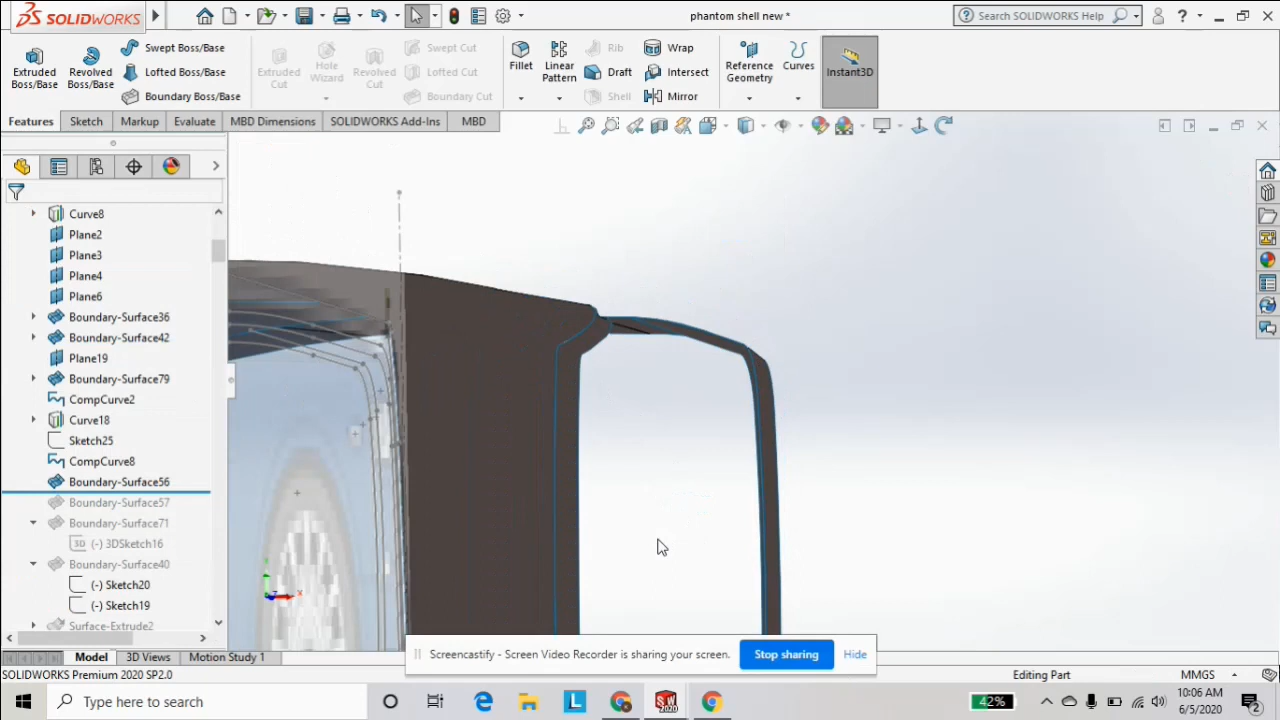 SOLIDWORKS
phantom shell new *
Search SOLIDWORKS Help
Extruded Boss/Base
Revolved Boss/Base
Swept Boss/Base
Lofted Boss/Base
Boundary Boss/Base
Extruded Cut
Hole Wizard
Revolved Cut
Swept Cut
Lofted Cut
Boundary Cut
Fillet
Linear Pattern
Rib
Draft
Shell
Wrap
Intersect
Mirror
Reference Geometry
Curves
Instant3D
Features Sketch Markup Evaluate MBD Dimensions SOLIDWORKS Add-Ins MBD
Curve8
Plane2
Plane3
Plane4
Plane6
Boundary-Surface36
Boundary-Surface42
Plane19
Boundary-Surface79
CompCurve2
Curve18
Sketch25
CompCurve8
Boundary-Surface56
Boundary-Surface57
Boundary-Surface71
3D (-) 3DSketch16
Boundary-Surface40
(-) Sketch20
(-) Sketch19
Surface-Extrude2
Screencastify - Screen Video Recorder is sharing your screen. Stop sharing Hide
Model 3D Views Motion Study 1
SOLIDWORKS Premium 2020 SP2.0 Editing Part MMGS
Type here to search
42%
10:06 AM
6/5/2020